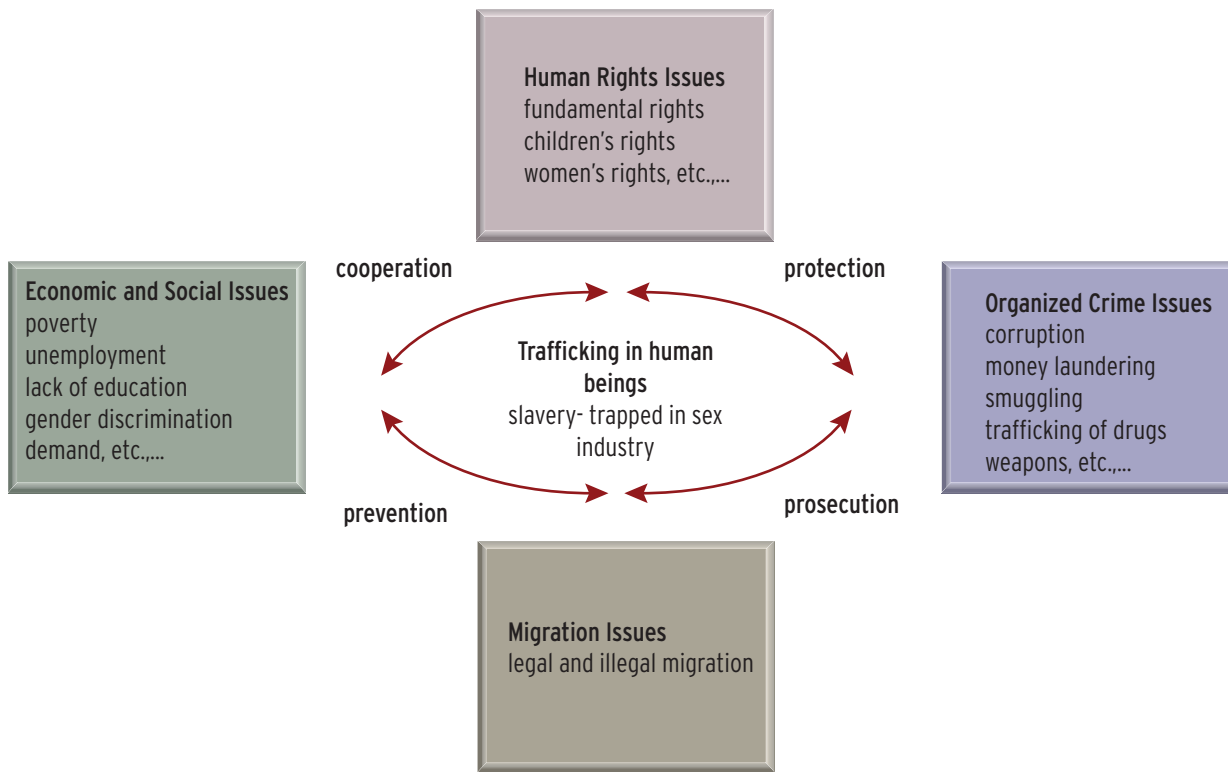 Human Rights Issues
fundamental rights
children's rights
women's rights, etc.,...
cooperation
protection
Economic and Social Issues
poverty
unemployment
lack of education
gender discrimination
demand, etc.,...
Trafficking in human
beings
slavery- trapped in sex
industry
Organized Crime Issues
corruption
money laundering
smuggling
trafficking of drugs
weapons, etc.,...
prevention
prosecution
Migration Issues
legal and illegal migration